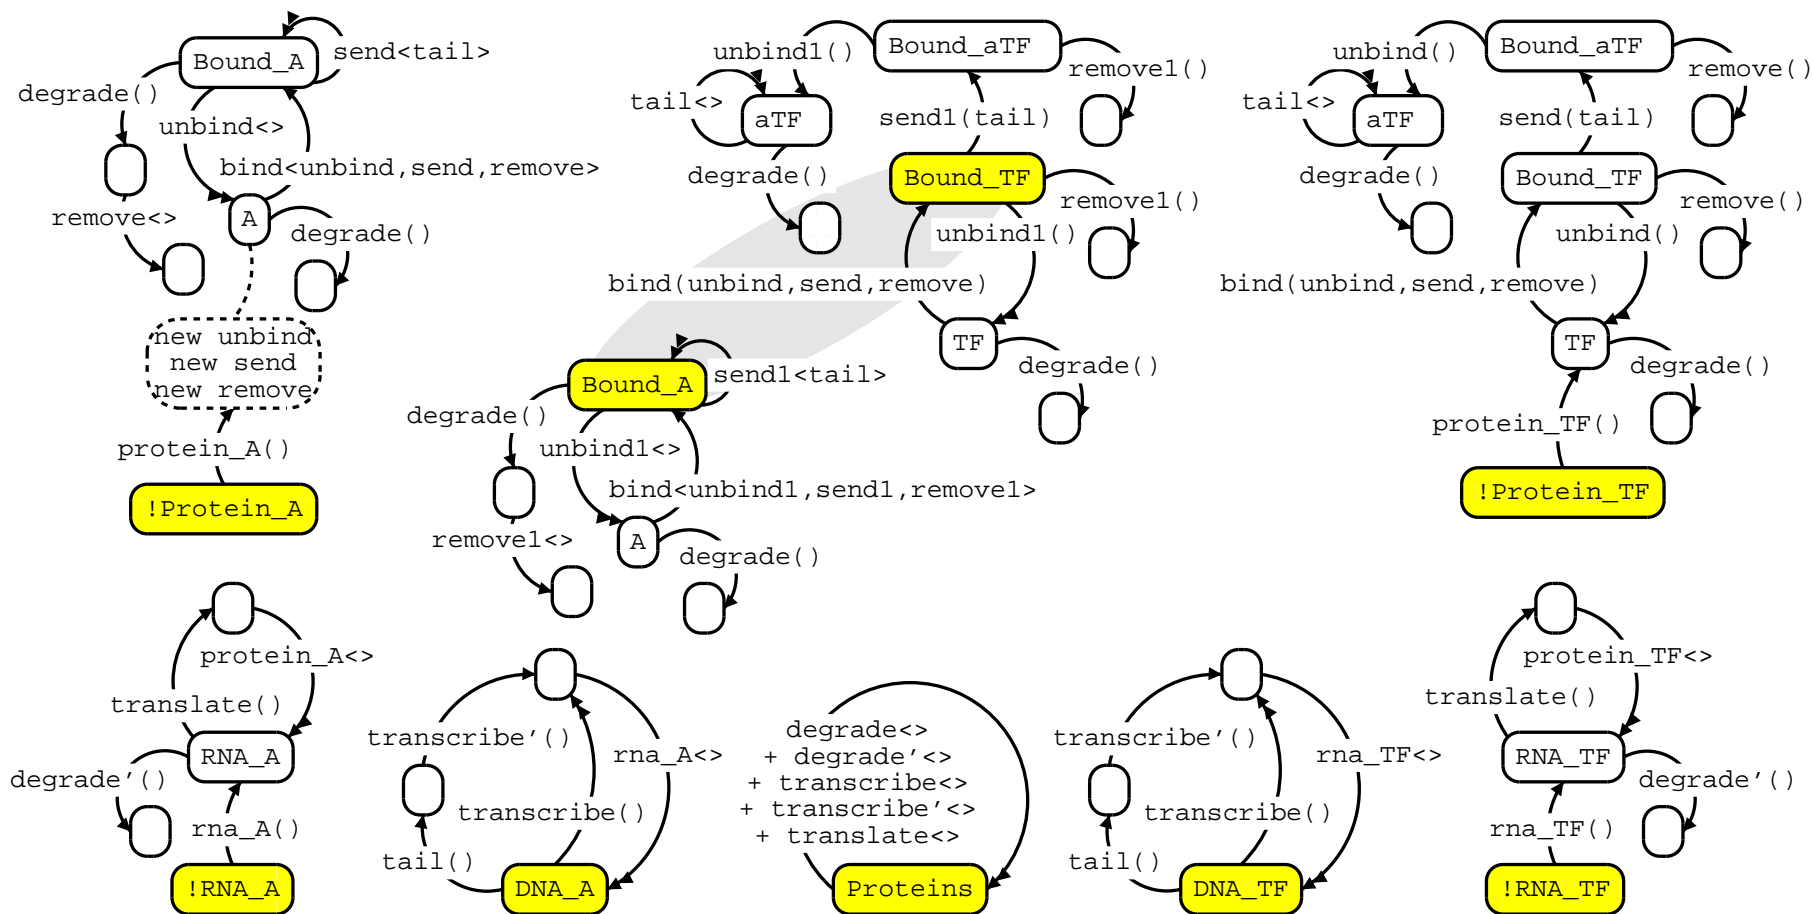 Bound_A
send<tail>
degrade()
unbind<>
bind<unbind,send,remove>
remove<>
A
degrade()
new unbind
new send
new remove
protein_A()
!Protein_A
unbind1()
Bound_aTF
remove1()
tail<>
aTF
send1(tail)
degrade()
Bound_TF
remove1()
unbind1()
bind(unbind,send,remove)
TF
degrade()
Bound_A
send1<tail>
degrade()
unbind1<>
bind<unbind1,send1,remove1>
remove1<>
A
degrade()
unbind()
Bound_aTF
remove()
tail<>
aTF
send(tail)
degrade()
Bound_TF
remove()
unbind()
bind(unbind,send,remove)
TF
degrade()
protein_TF()
!Protein_TF
protein_A<>
translate()
RNA_A
degrade'()
rna_A()
!RNA_A
transcribe'()
rna_A<>
transcribe()
tail()
DNA_A
degrade<>
+ degrade'<>
+ transcribe<>
+ transcribe'<>
+ translate<>
Proteins
transcribe'()
rna_TF<>
transcribe()
tail()
DNA_TF
protein_TF<>
translate()
RNA_TF
degrade'()
rna_TF()
!RNA_TF